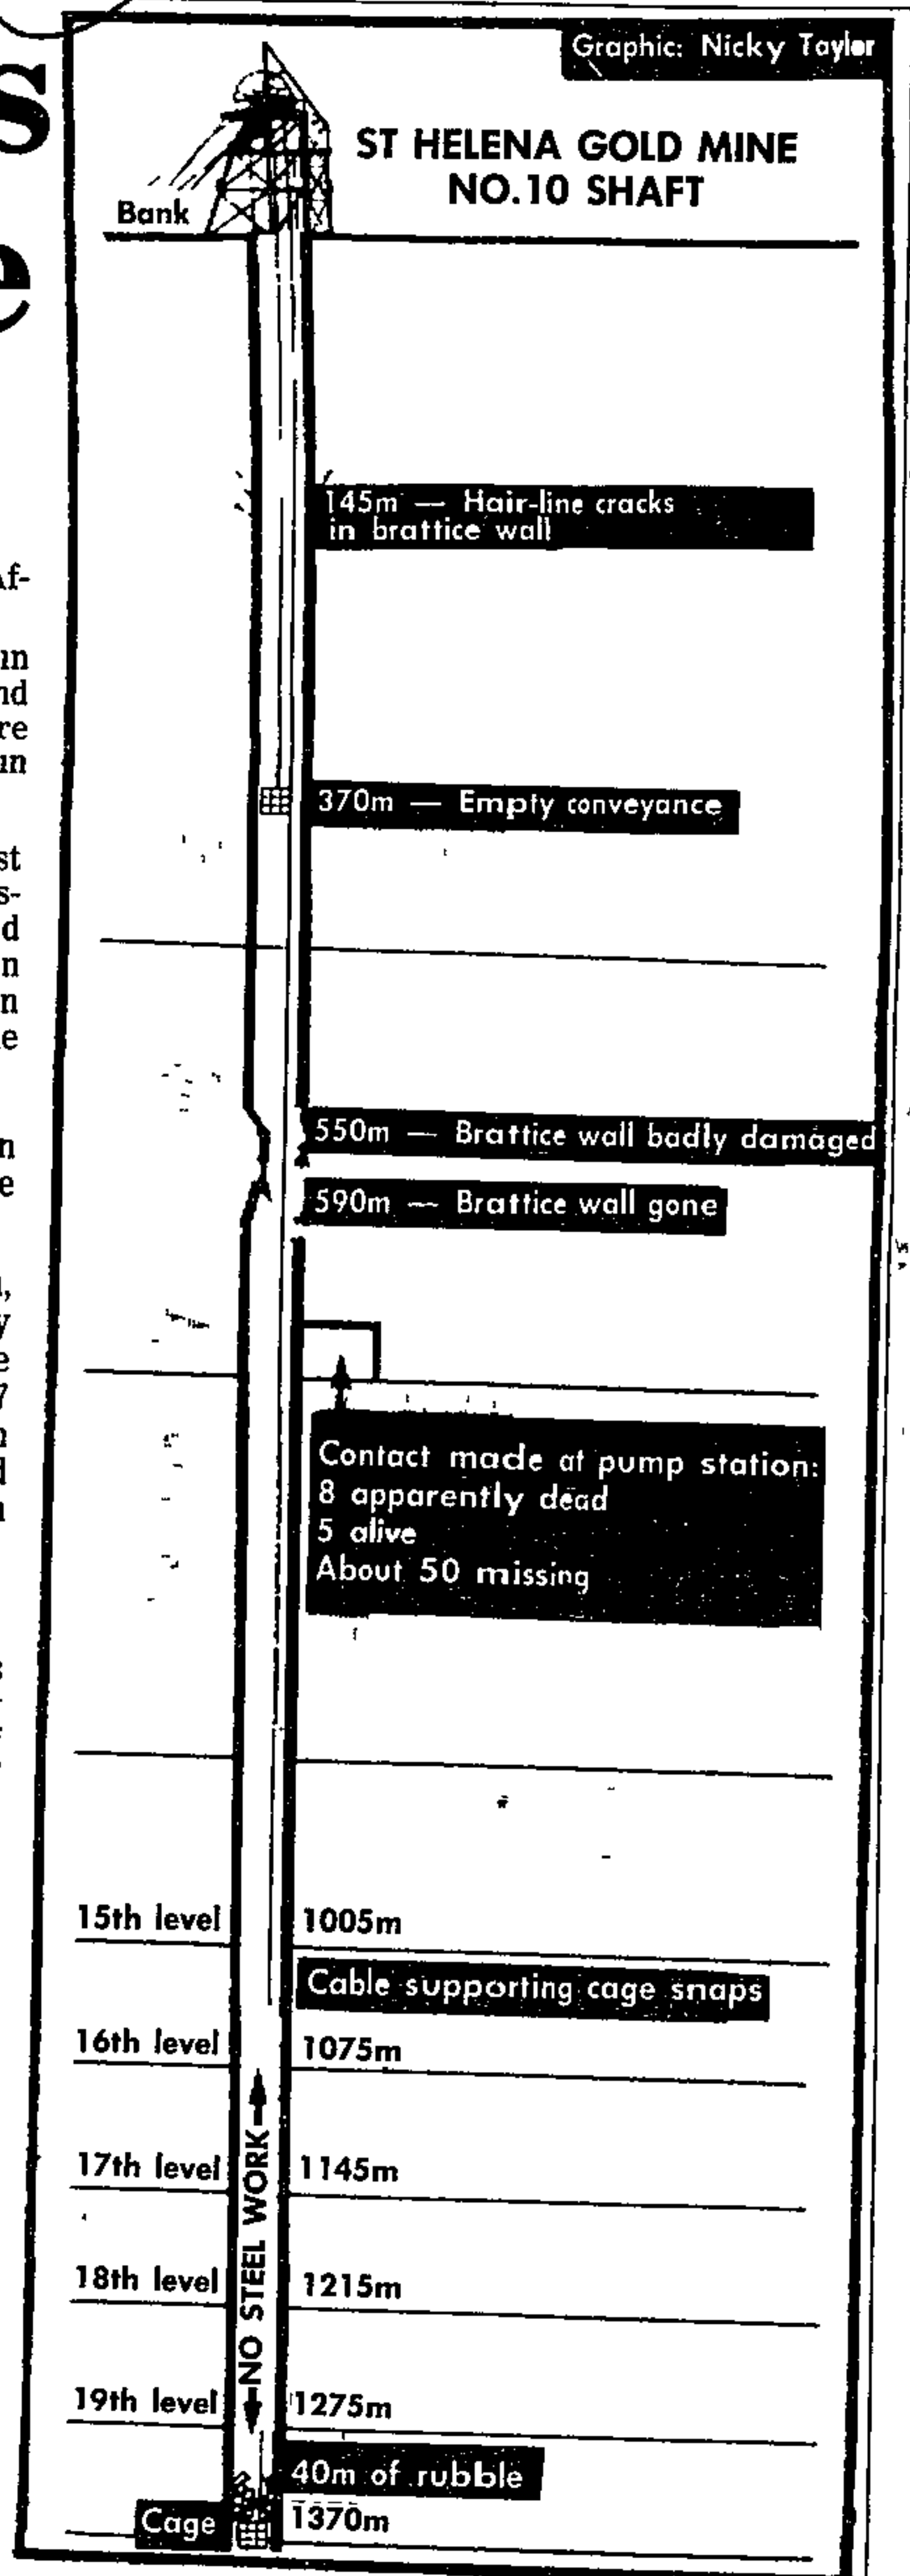 Graphic: Nicky Taylor
ST HELENA GOLD MINE
NO.10 SHAFT
Bank
145m — Hair-line cracks
in brattice wall
370m — Empty conveyance
550m — Brattice wall badly damaged
590m — Brattice wall gone
Contact made at pump station:
8 apparently dead
5 alive
About 50 missing
15th level 1005m
Cable supporting cage snaps
16th level 1075m
17th level 1145m
NO STEEL WORK
18th level 1215m
19th level 1275m
40m of rubble
Cage 1370m